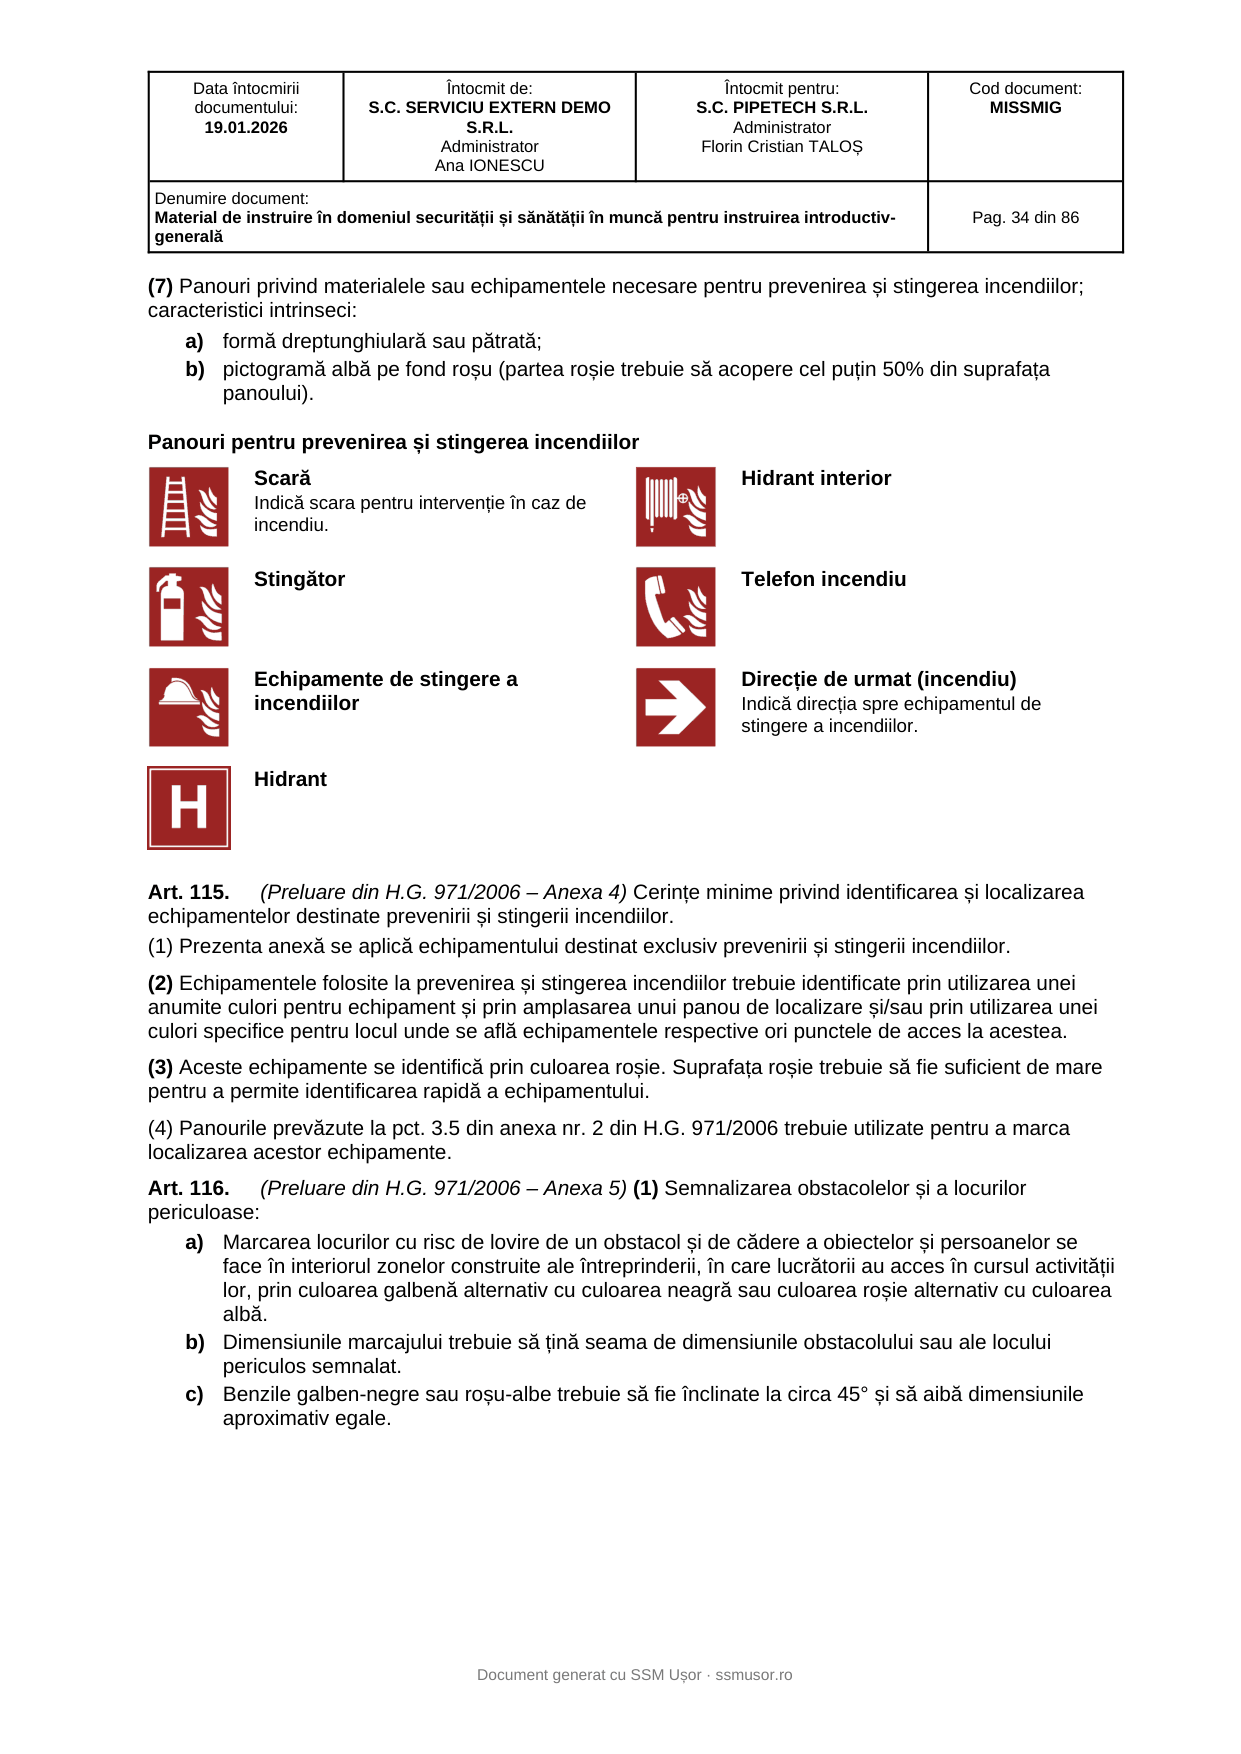 Data întocmirii
documentului:
19.01.2026
Întocmit de:
S.C. SERVICIU EXTERN DEMO
S.R.L.
Administrator
Ana IONESCU
Întocmit pentru:
S.C. PIPETECH S.R.L.
Administrator
Florin Cristian TALOȘ
Cod document:
MISSMIG
Denumire document:
Material de instruire în domeniul securității și sănătății în muncă pentru instruirea introductiv-
generală
Pag. 34 din 86
(7) Panouri privind materialele sau echipamentele necesare pentru prevenirea și stingerea incendiilor;
caracteristici intrinseci:
a) formă dreptunghiulară sau pătrată;
b) pictogramă albă pe fond roșu (partea roșie trebuie să acopere cel puțin 50% din suprafața
panoului).
Panouri pentru prevenirea și stingerea incendiilor
Scară
Indică scara pentru intervenție în caz de
incendiu.
Hidrant interior
Stingător
Telefon incendiu
Echipamente de stingere a
incendiilor
Direcție de urmat (incendiu)
Indică direcția spre echipamentul de
stingere a incendiilor.
H
Hidrant
Art. 115. (Preluare din H.G. 971/2006 – Anexa 4) Cerințe minime privind identificarea și localizarea
echipamentelor destinate prevenirii și stingerii incendiilor.
(1) Prezenta anexă se aplică echipamentului destinat exclusiv prevenirii și stingerii incendiilor.
(2) Echipamentele folosite la prevenirea și stingerea incendiilor trebuie identificate prin utilizarea unei
anumite culori pentru echipament și prin amplasarea unui panou de localizare și/sau prin utilizarea unei
culori specifice pentru locul unde se află echipamentele respective ori punctele de acces la acestea.
(3) Aceste echipamente se identifică prin culoarea roșie. Suprafața roșie trebuie să fie suficient de mare
pentru a permite identificarea rapidă a echipamentului.
(4) Panourile prevăzute la pct. 3.5 din anexa nr. 2 din H.G. 971/2006 trebuie utilizate pentru a marca
localizarea acestor echipamente.
Art. 116. (Preluare din H.G. 971/2006 – Anexa 5) (1) Semnalizarea obstacolelor și a locurilor
periculoase:
a) Marcarea locurilor cu risc de lovire de un obstacol și de cădere a obiectelor și persoanelor se
face în interiorul zonelor construite ale întreprinderii, în care lucrătorii au acces în cursul activității
lor, prin culoarea galbenă alternativ cu culoarea neagră sau culoarea roșie alternativ cu culoarea
albă.
b) Dimensiunile marcajului trebuie să țină seama de dimensiunile obstacolului sau ale locului
periculos semnalat.
c) Benzile galben-negre sau roșu-albe trebuie să fie înclinate la circa 45° și să aibă dimensiunile
aproximativ egale.
Document generat cu SSM Ușor · ssmusor.ro